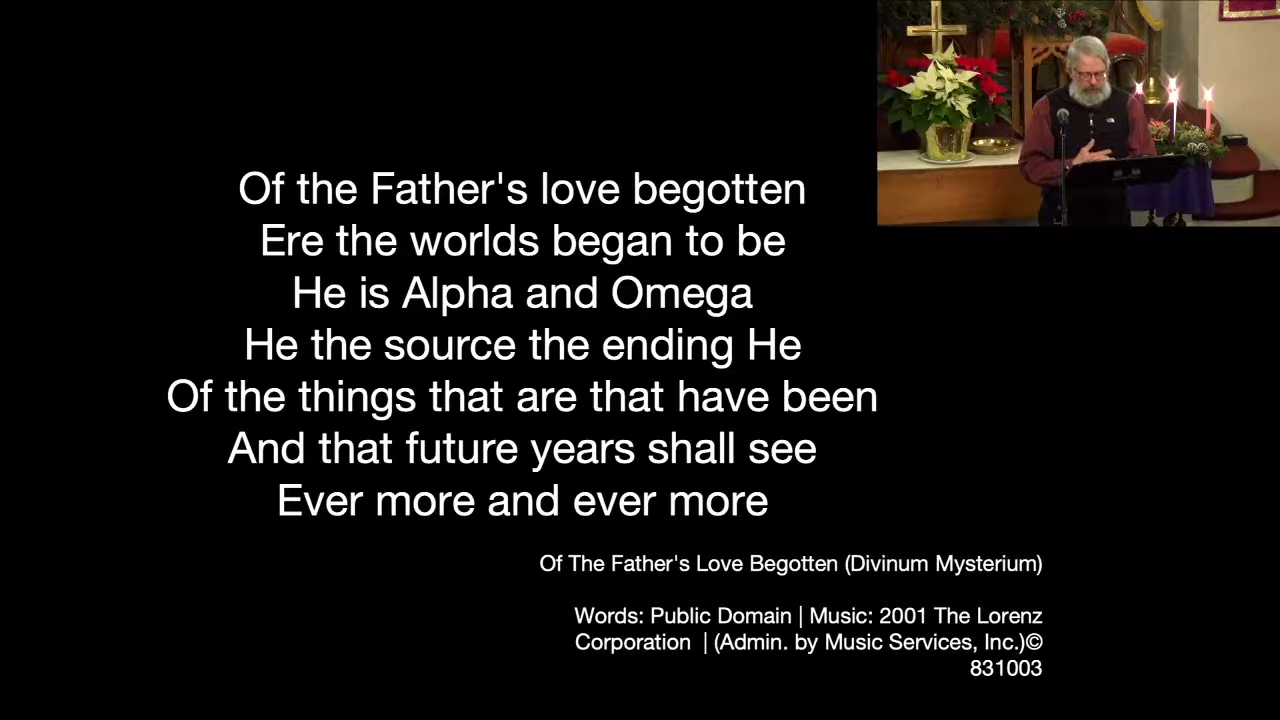 Of the Father's love begotten
Ere the worlds began to be
He is Alpha and Omega
He the source the ending He
Of the things that are that have been
And that future years shall see
Ever more and ever more
Of The Father's Love Begotten (Divinum Mysterium)
Words: Public Domain | Music: 2001 The Lorenz
Corporation | (Admin. by Music Services, Inc.)©
831003